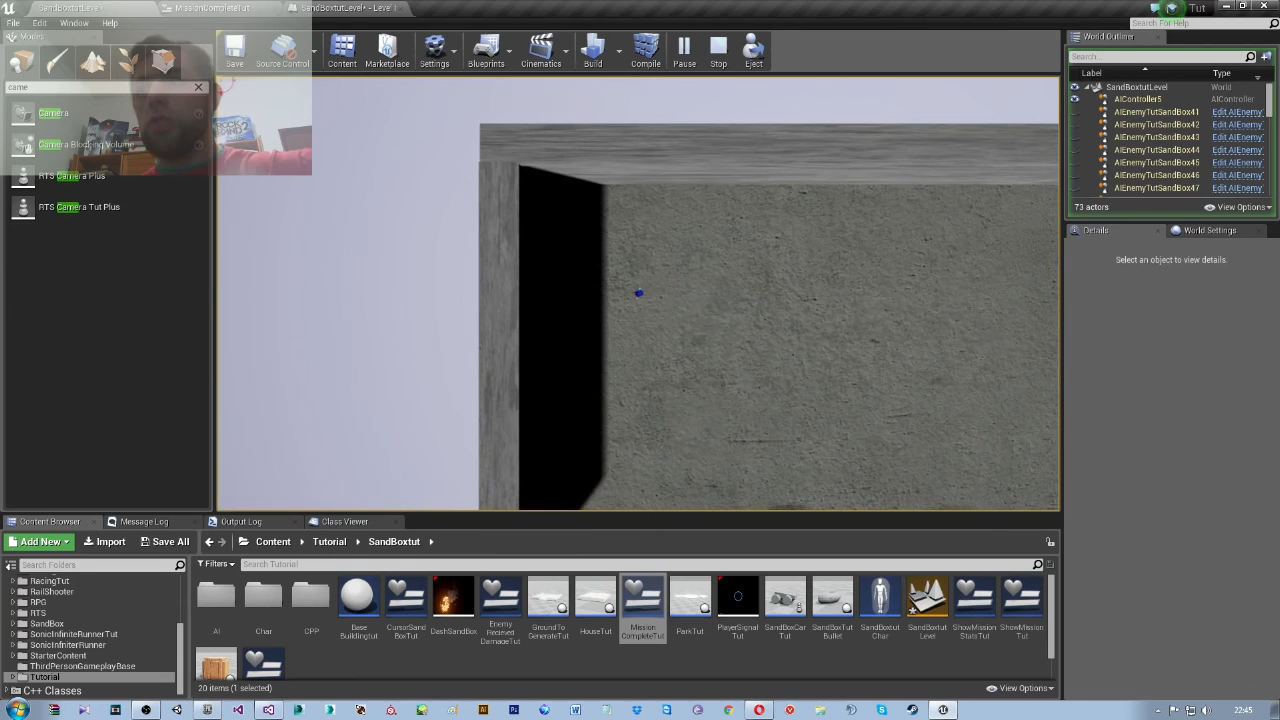 SandBoxtutLevel*
MissionCompleteTut
SandBoxtutLevel* - Level
Tut
File Edit Window Help
Search For Help
Modes
Save
Source Control
Content
Marketplace
Settings
Blueprints
Cinematics
Build
Compile
Pause
Stop
Eject
World Outliner
Search...
Label Type
came
SandBoxtutLevel World
AIController5 AIController
Camera
AIEnemyTutSandBox41 Edit AIEnemy
AIEnemyTutSandBox42 Edit AIEnemy
AIEnemyTutSandBox43 Edit AIEnemy
Camera Blocking Volume
AIEnemyTutSandBox44 Edit AIEnemy
AIEnemyTutSandBox45 Edit AIEnemy
RTS Camera Plus
AIEnemyTutSandBox46 Edit AIEnemy
AIEnemyTutSandBox47 Edit AIEnemy
RTS Camera Tut Plus
73 actors View Options
Details World Settings
Select an object to view details.
ROCK BAND 2
Content Browser Message Log Output Log Class Viewer
Add New Import Save All Content Tutorial SandBoxtut
Search Folders
Filters Search Tutorial
RacingTut
RailShooter
RPG
RTS
SandBox
SonicInfiniteRunnerTut
SonicInfiniteRunner
StarterContent
ThirdPersonGameplayBase
Tutorial
C++ Classes
AI
Char
CPP
Base Buildingtut
CursorSand BoxTut
DashSandBox
Enemy Recieved DamageTut
GroundTo GenerateTut
HouseTut
Mission CompleteTut
ParkTut
PlayerSignal Tut
SandBoxCar Tut
SandBoxTut Bullet
SandBoxtut Char
SandBoxtut Level
ShowMission StatsTut
ShowMission Tut
20 items (1 selected) View Options
22:45